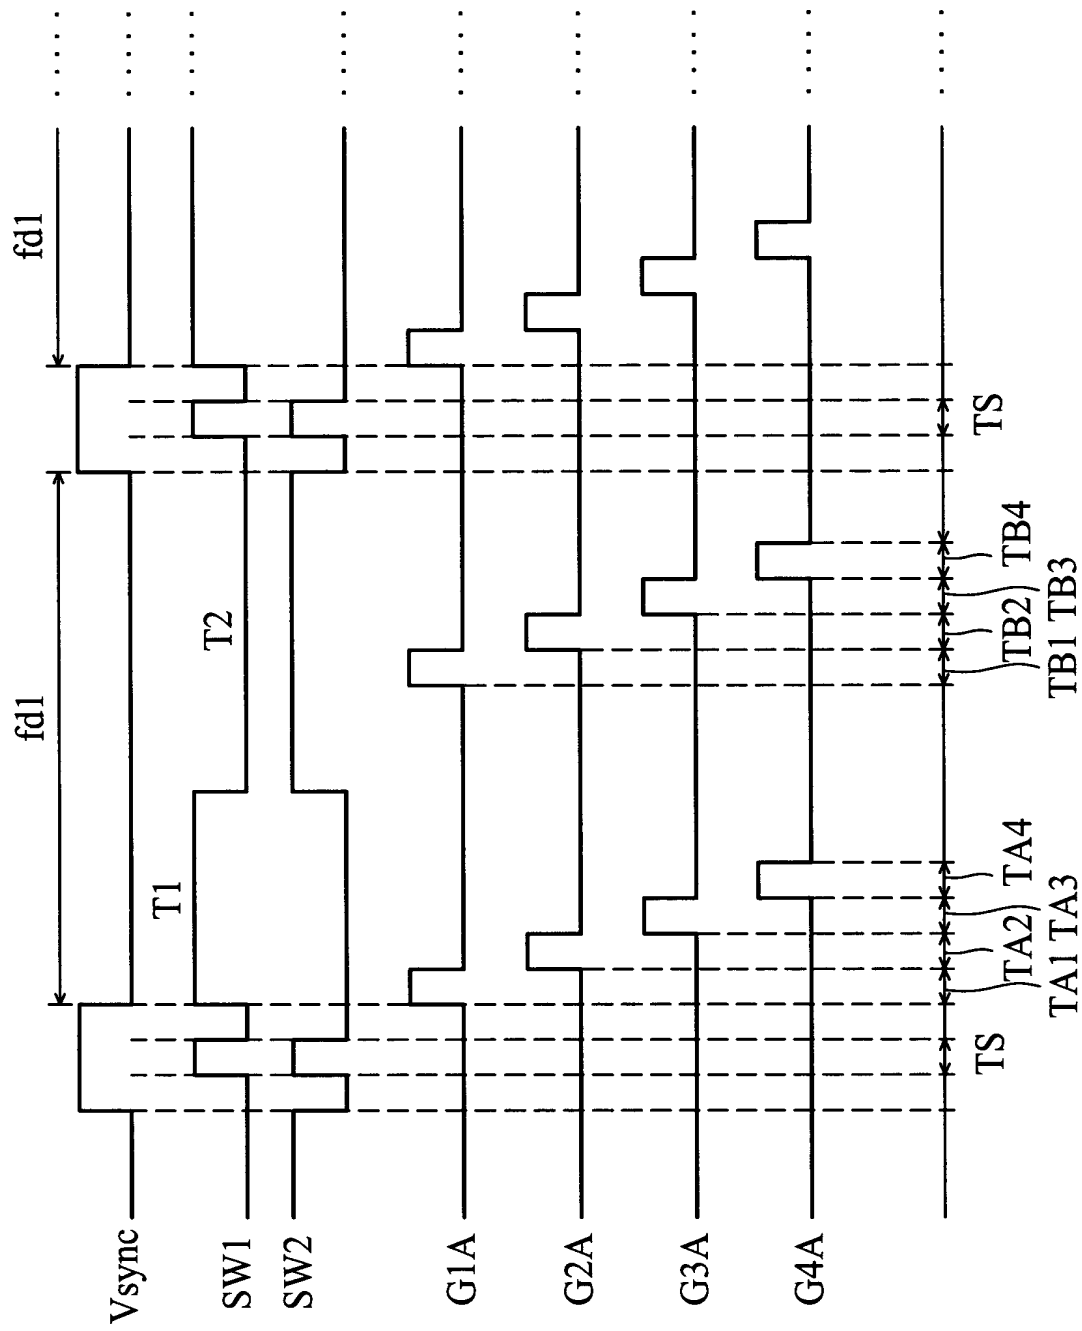 fd1
fd1
Vsync
T1
T2
SW1
SW2
G1A
G2A
G3A
G4A
TS
TA1
TA2
TA3
TA4
TB1
TB2
TB3
TB4
TS